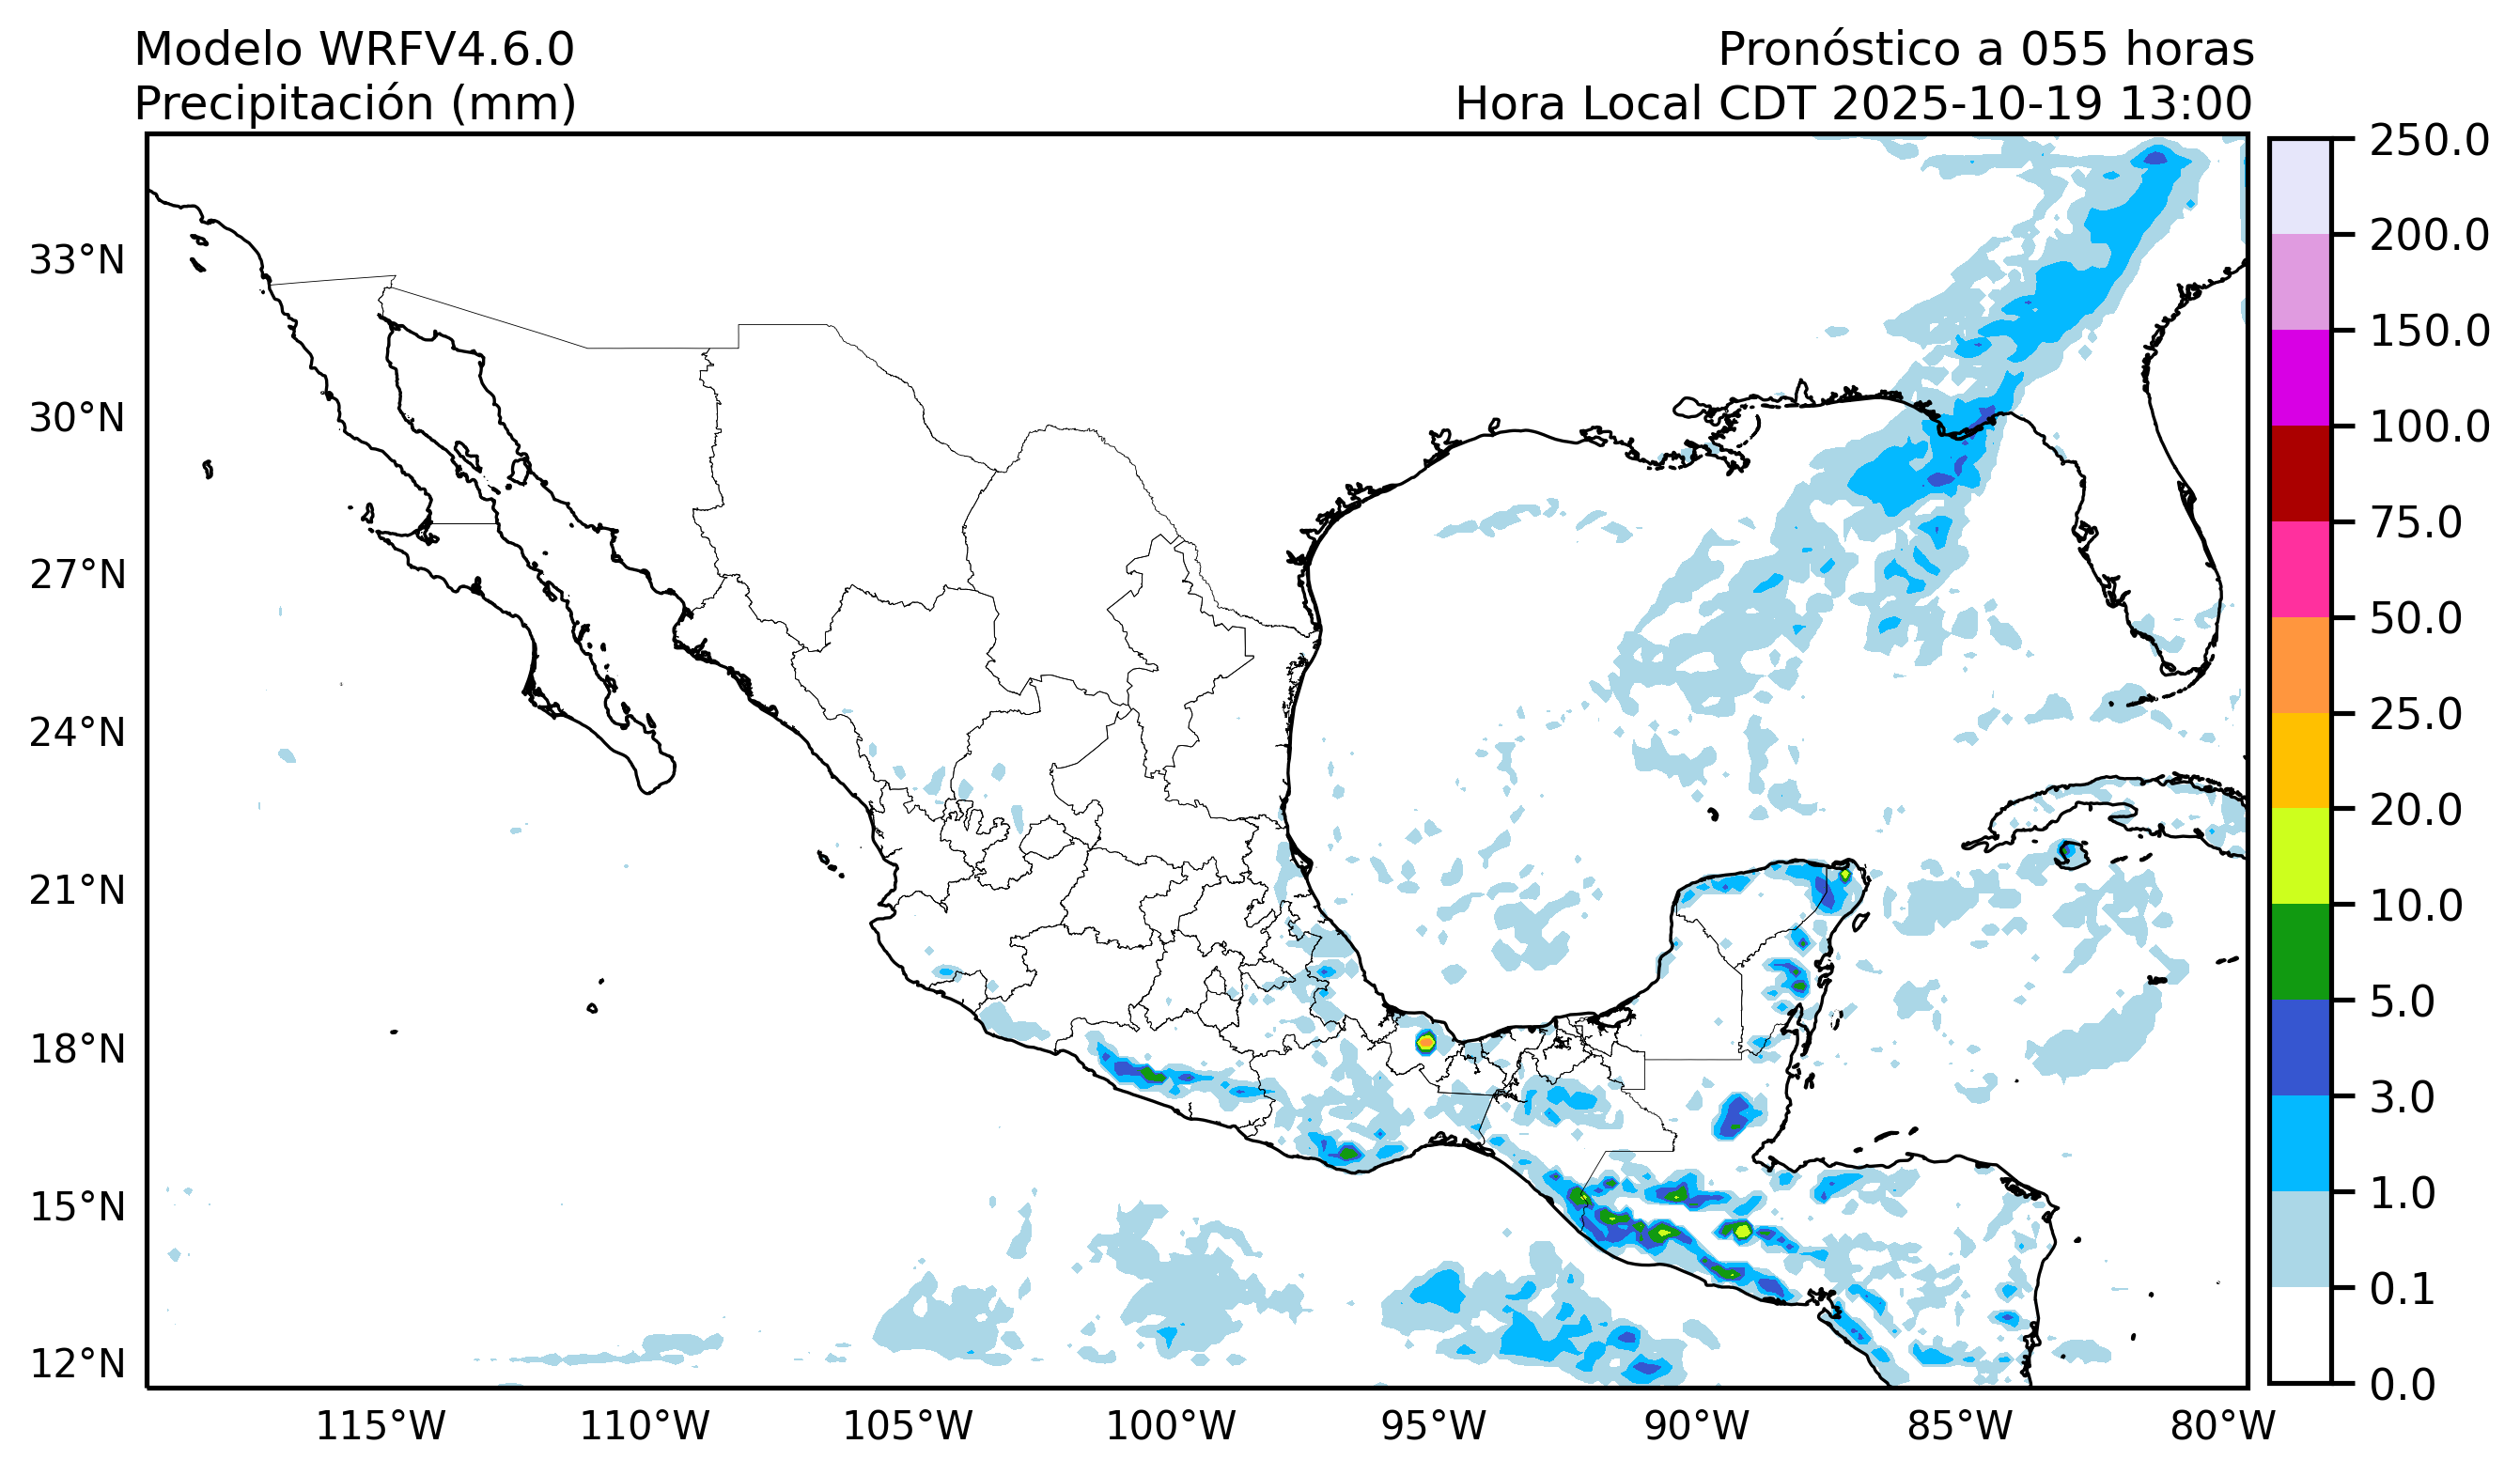 Modelo WRFV4.6.0
Precipitación (mm)
Pronóstico a 055 horas
Hora Local CDT 2025-10-19 13:00
33°N
30°N
27°N
24°N
21°N
18°N
15°N
12°N
115°W
110°W
105°W
100°W
95°W
90°W
85°W
80°W
250.0
200.0
150.0
100.0
75.0
50.0
25.0
20.0
10.0
5.0
3.0
1.0
0.1
0.0